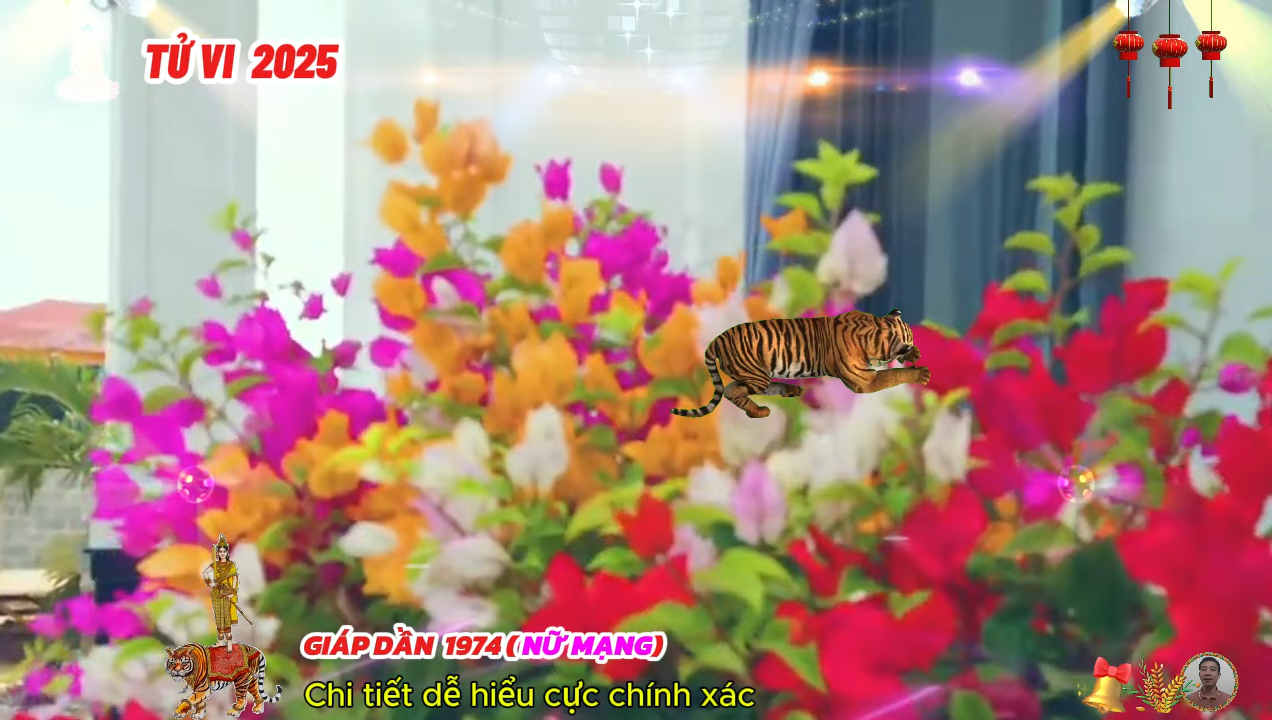 TỬ VI 2025
GIÁP DẦN 1974 (NỮ MẠNG)
Chi tiết dễ hiểu cực chính xác